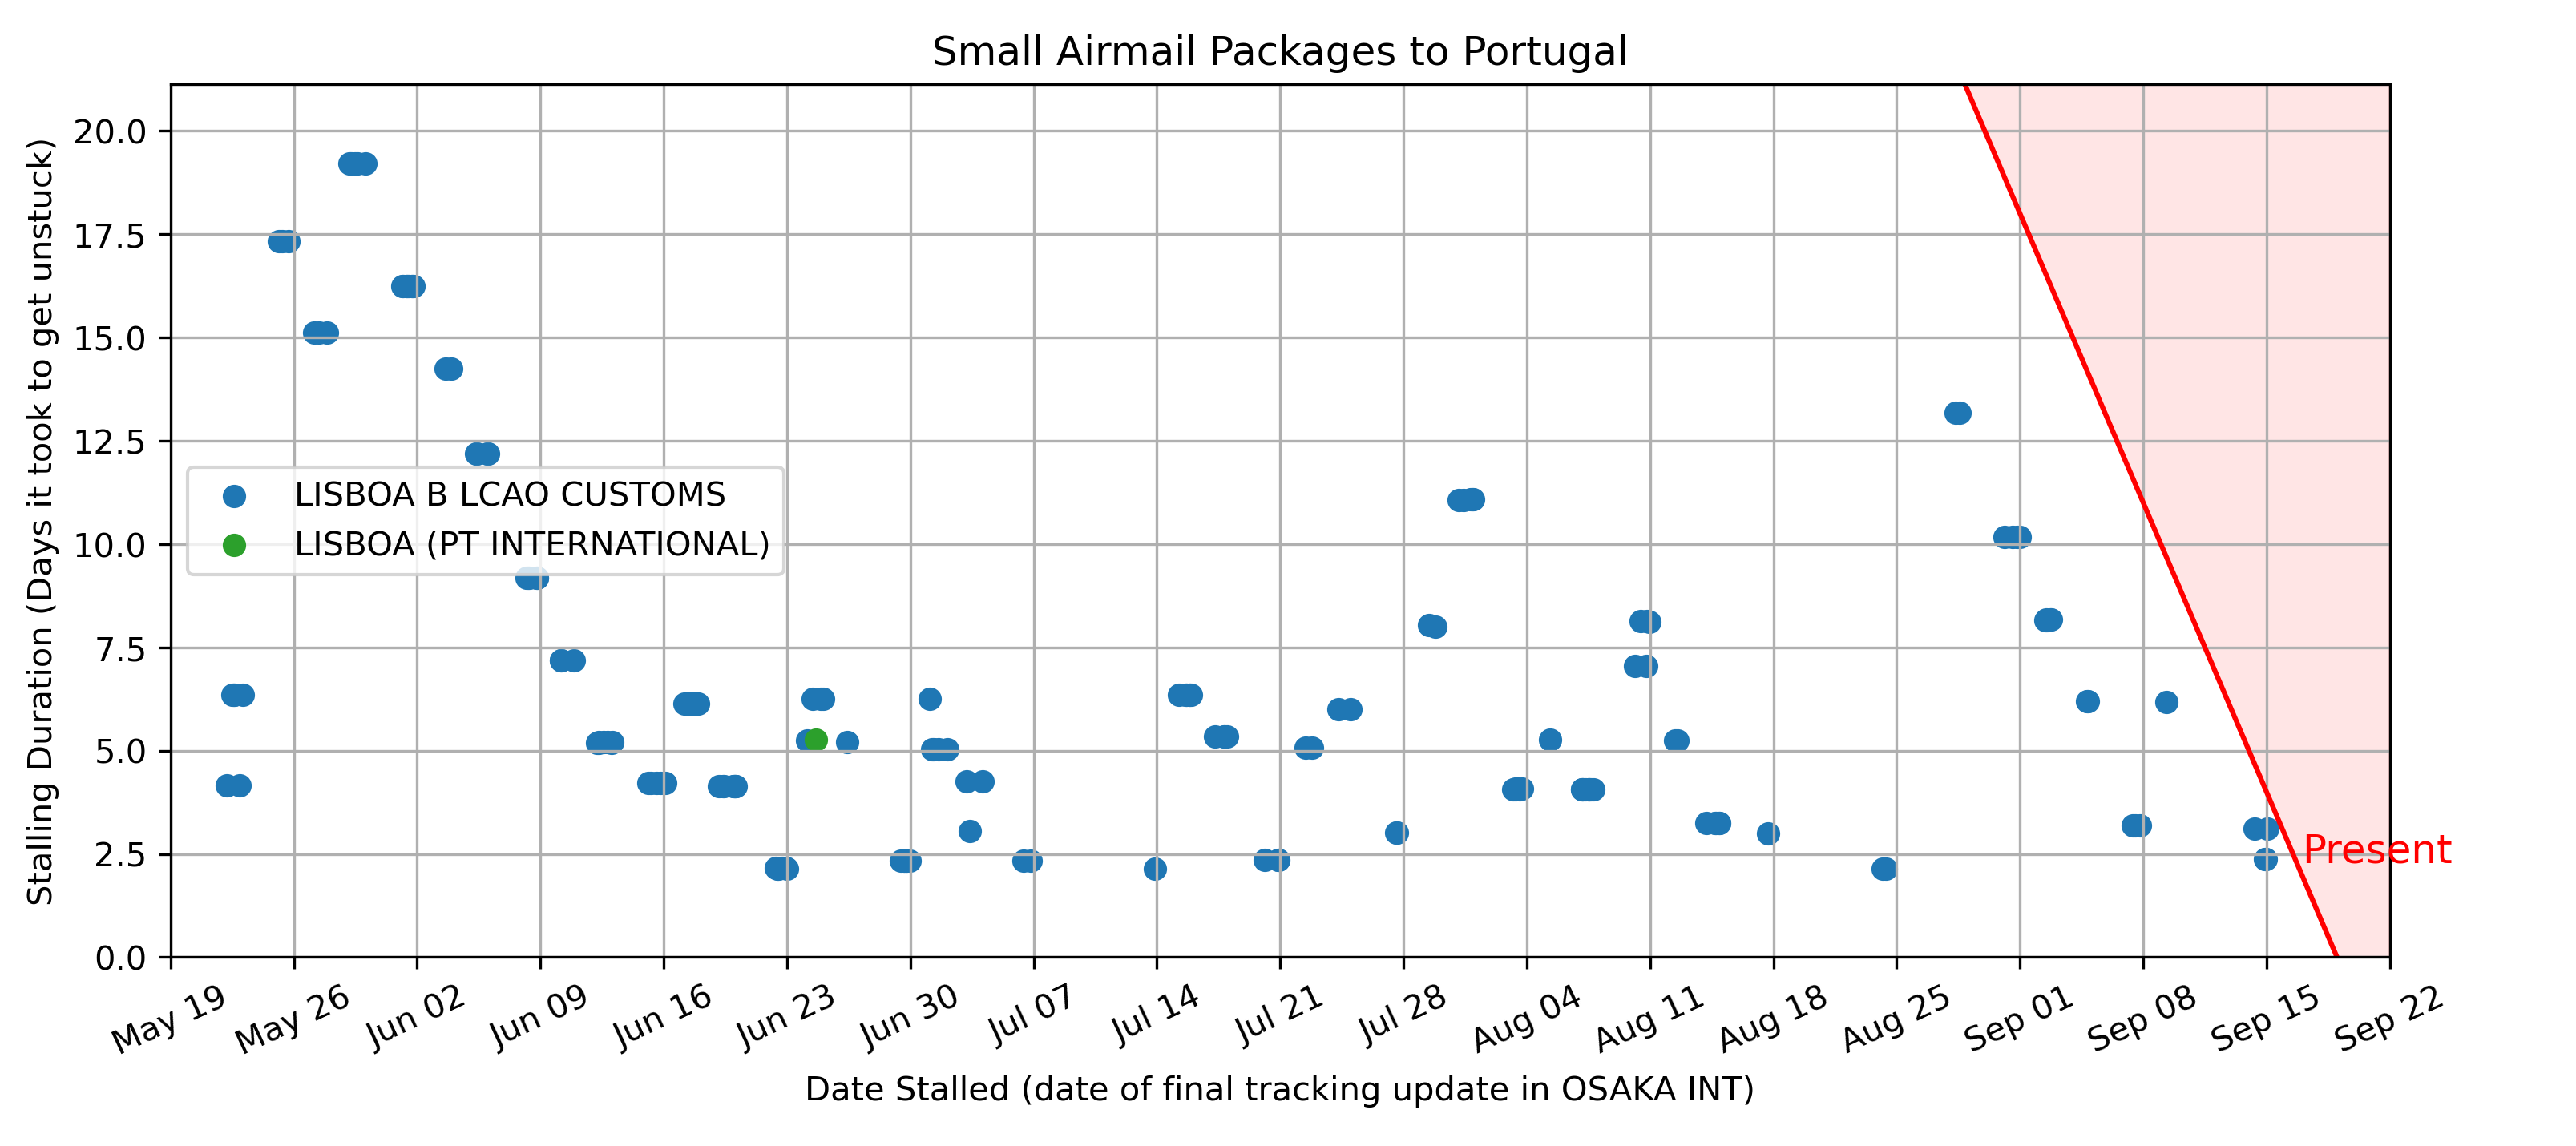 Small Airmail Packages to Portugal
Stalling Duration (Days it took to get unstuck)
20.0
17.5
15.0
12.5
10.0
7.5
5.0
2.5
0.0
LISBOA B LCAO CUSTOMS
LISBOA (PT INTERNATIONAL)
Present
May 19
May 26
Jun 02
Jun 09
Jun 16
Jun 23
Jun 30
Jul 07
Jul 14
Jul 21
Jul 28
Aug 04
Aug 11
Aug 18
Aug 25
Sep 01
Sep 08
Sep 15
Sep 22
Date Stalled (date of final tracking update in OSAKA INT)